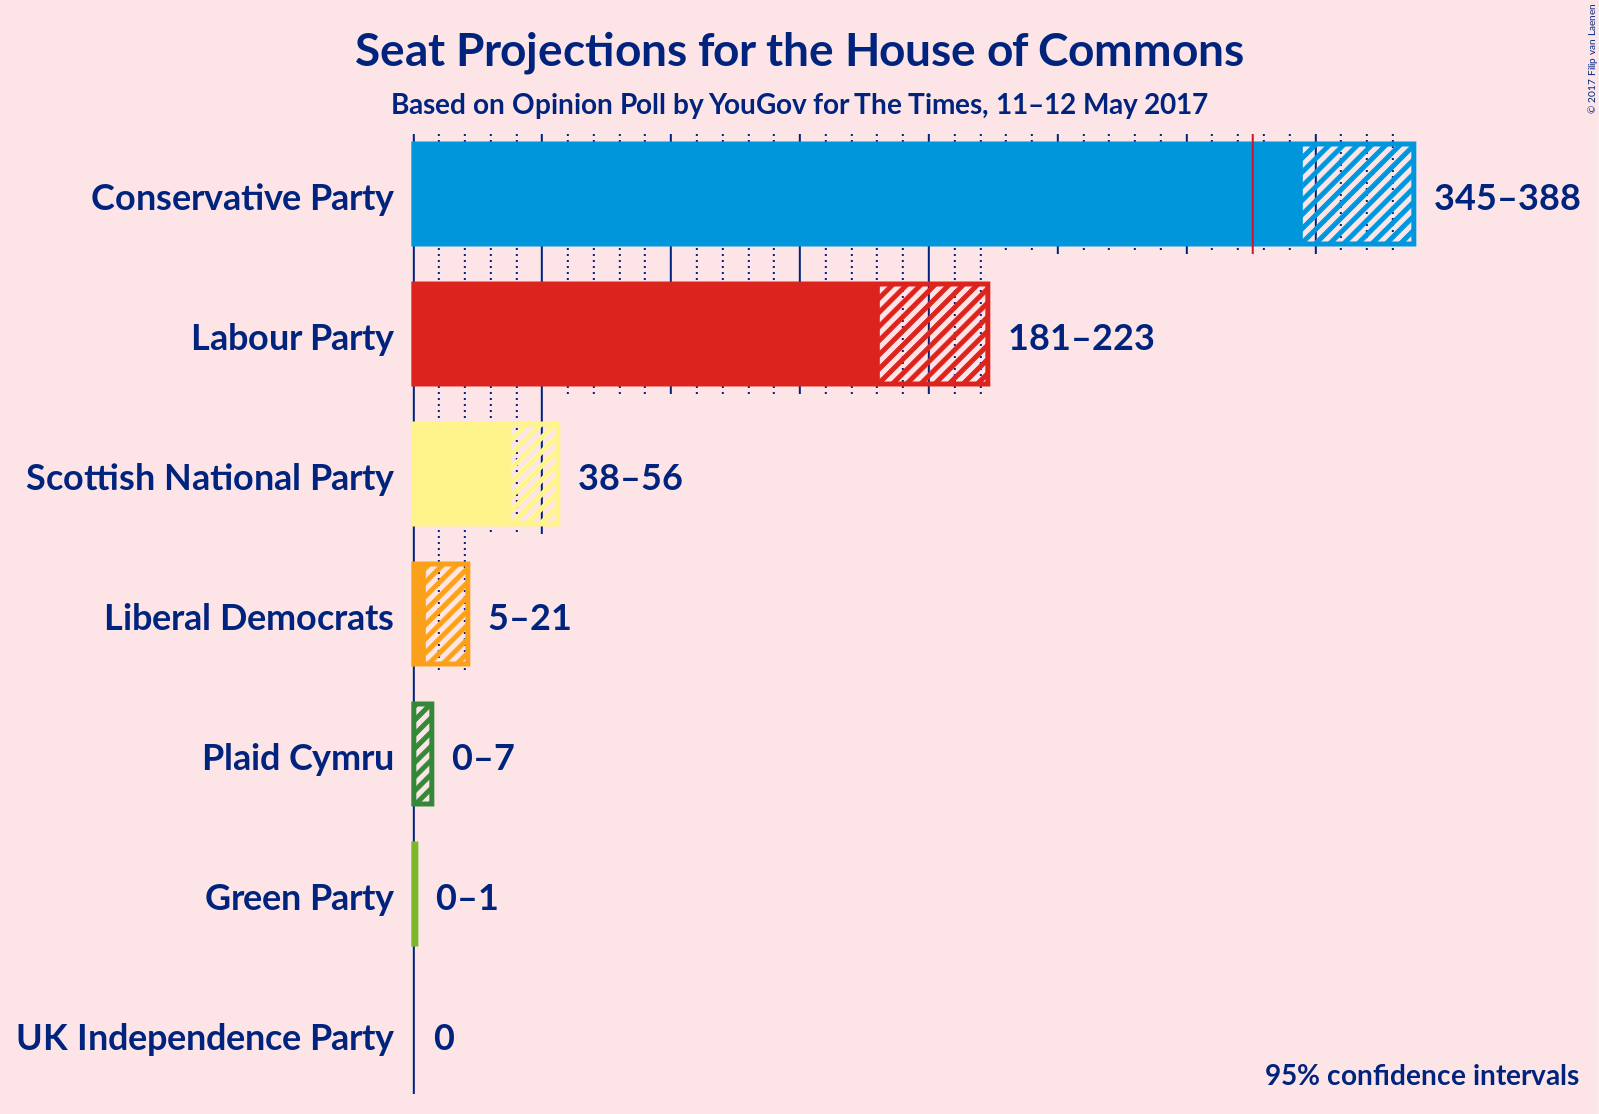 Seat Projections for the House of Commons
Based on Opinion Poll by YouGov for The Times, 11–12 May 2017
© 2017 Filip van Laenen
Conservative Party
345–388
Labour Party
181–223
Scottish National Party
38–56
Liberal Democrats
5–21
Plaid Cymru
0–7
Green Party
0–1
UK Independence Party
0
95% confidence intervals